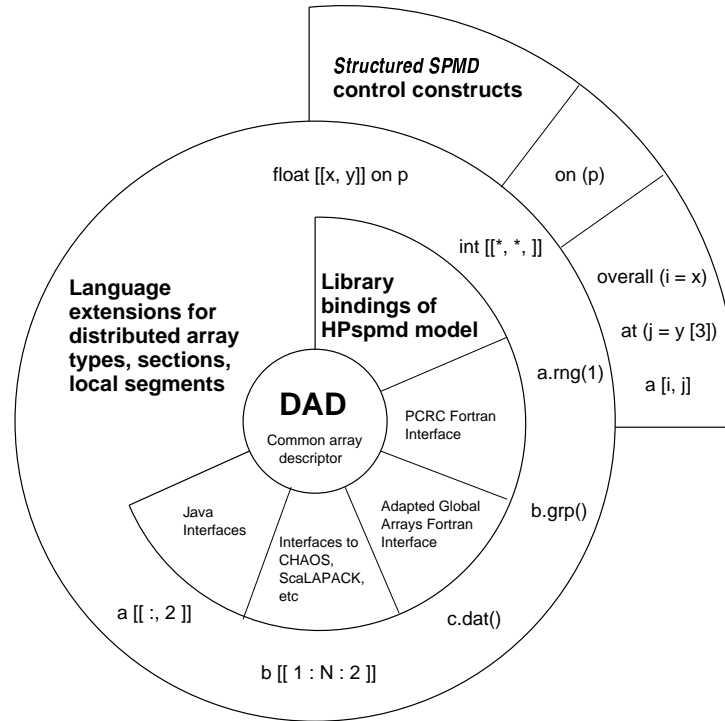 Structured SPMD
control constructs
float [[x, y]] on p
on (p)
int [[*, *, ]]
overall (i = x)
at (j = y [3])
a [i, j]
Language
extensions for
distributed array
types, sections,
local segments
Library
bindings of
HPspmd model
a.rng(1)
DAD
Common array
descriptor
PCRC Fortran
Interface
b.grp()
Java
Interfaces
Interfaces to
CHAOS,
ScaLAPACK,
etc
Adapted Global
Arrays Fortran
Interface
a [[ :, 2 ]]
c.dat()
b [[ 1 : N : 2 ]]